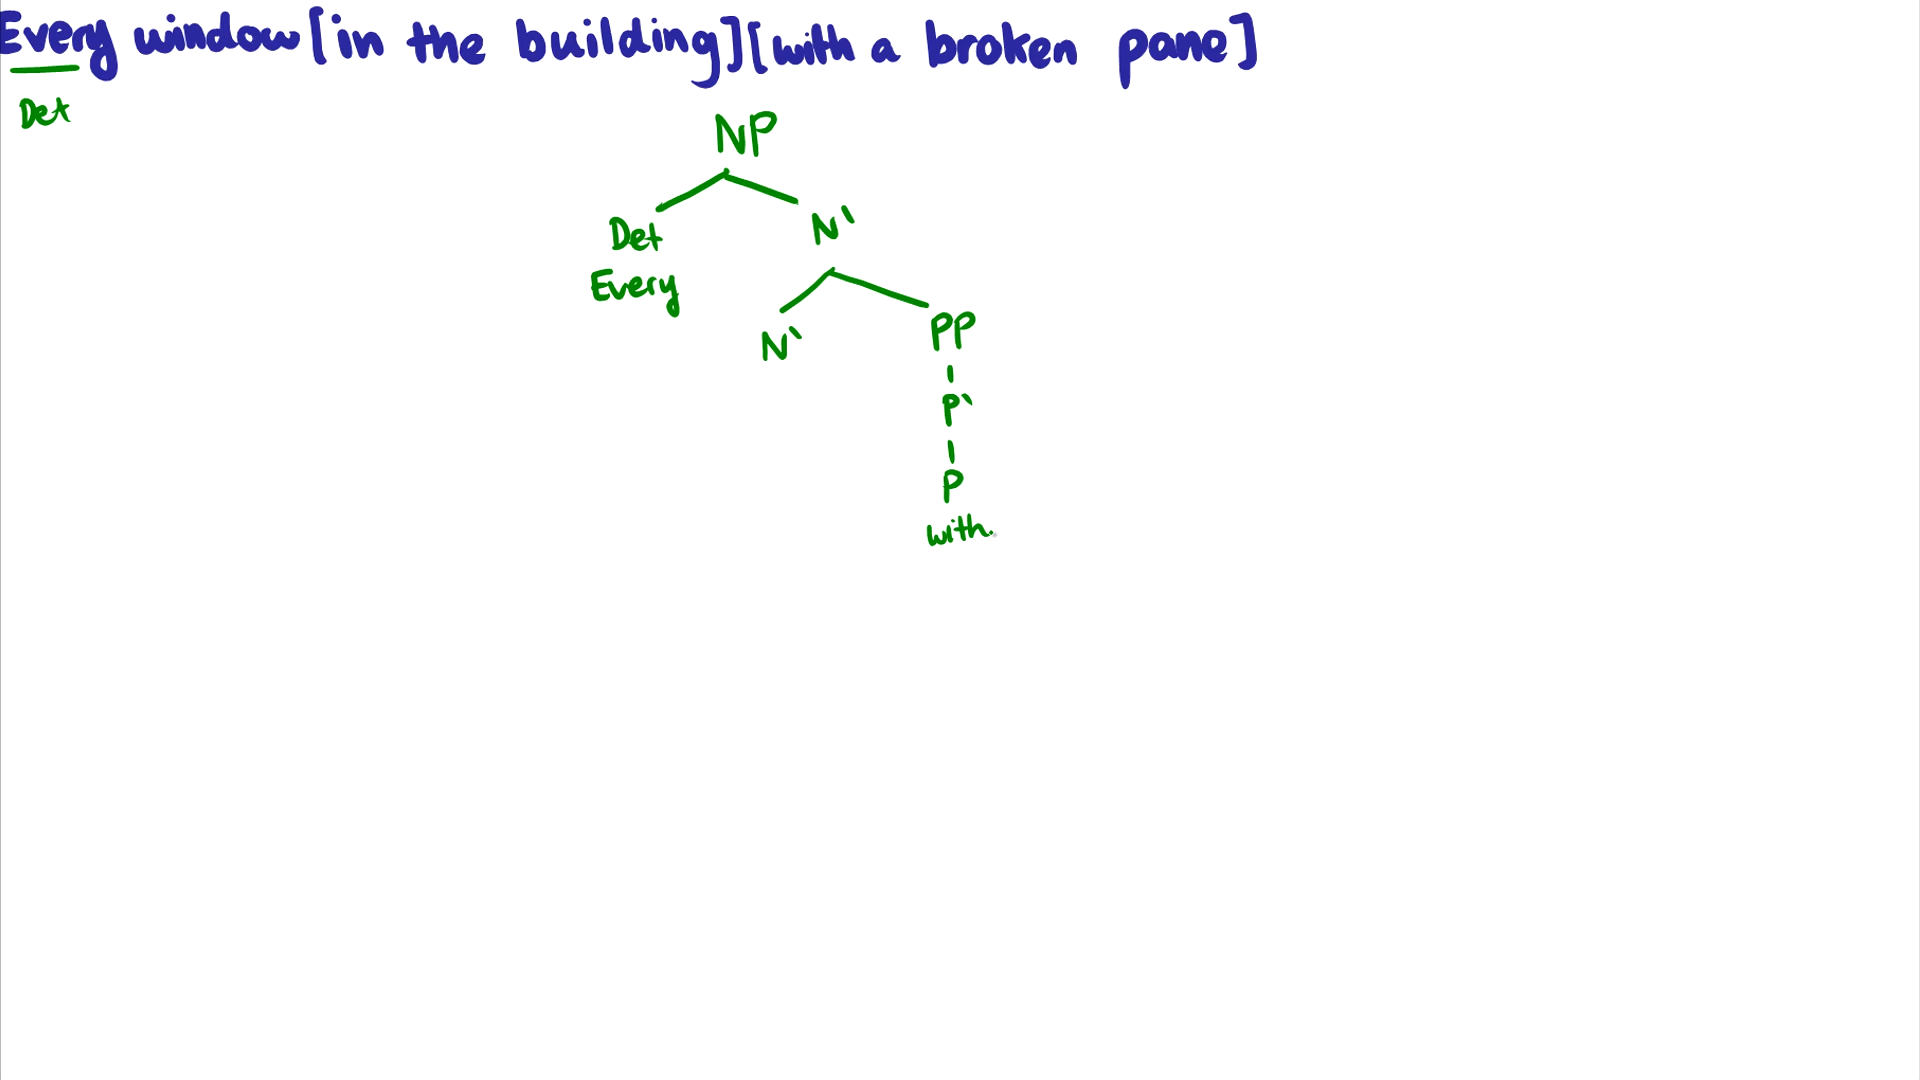 Every window [in the building] [with a broken pane]
Det
NP
Det N'
Every
N' PP
P'
P
with